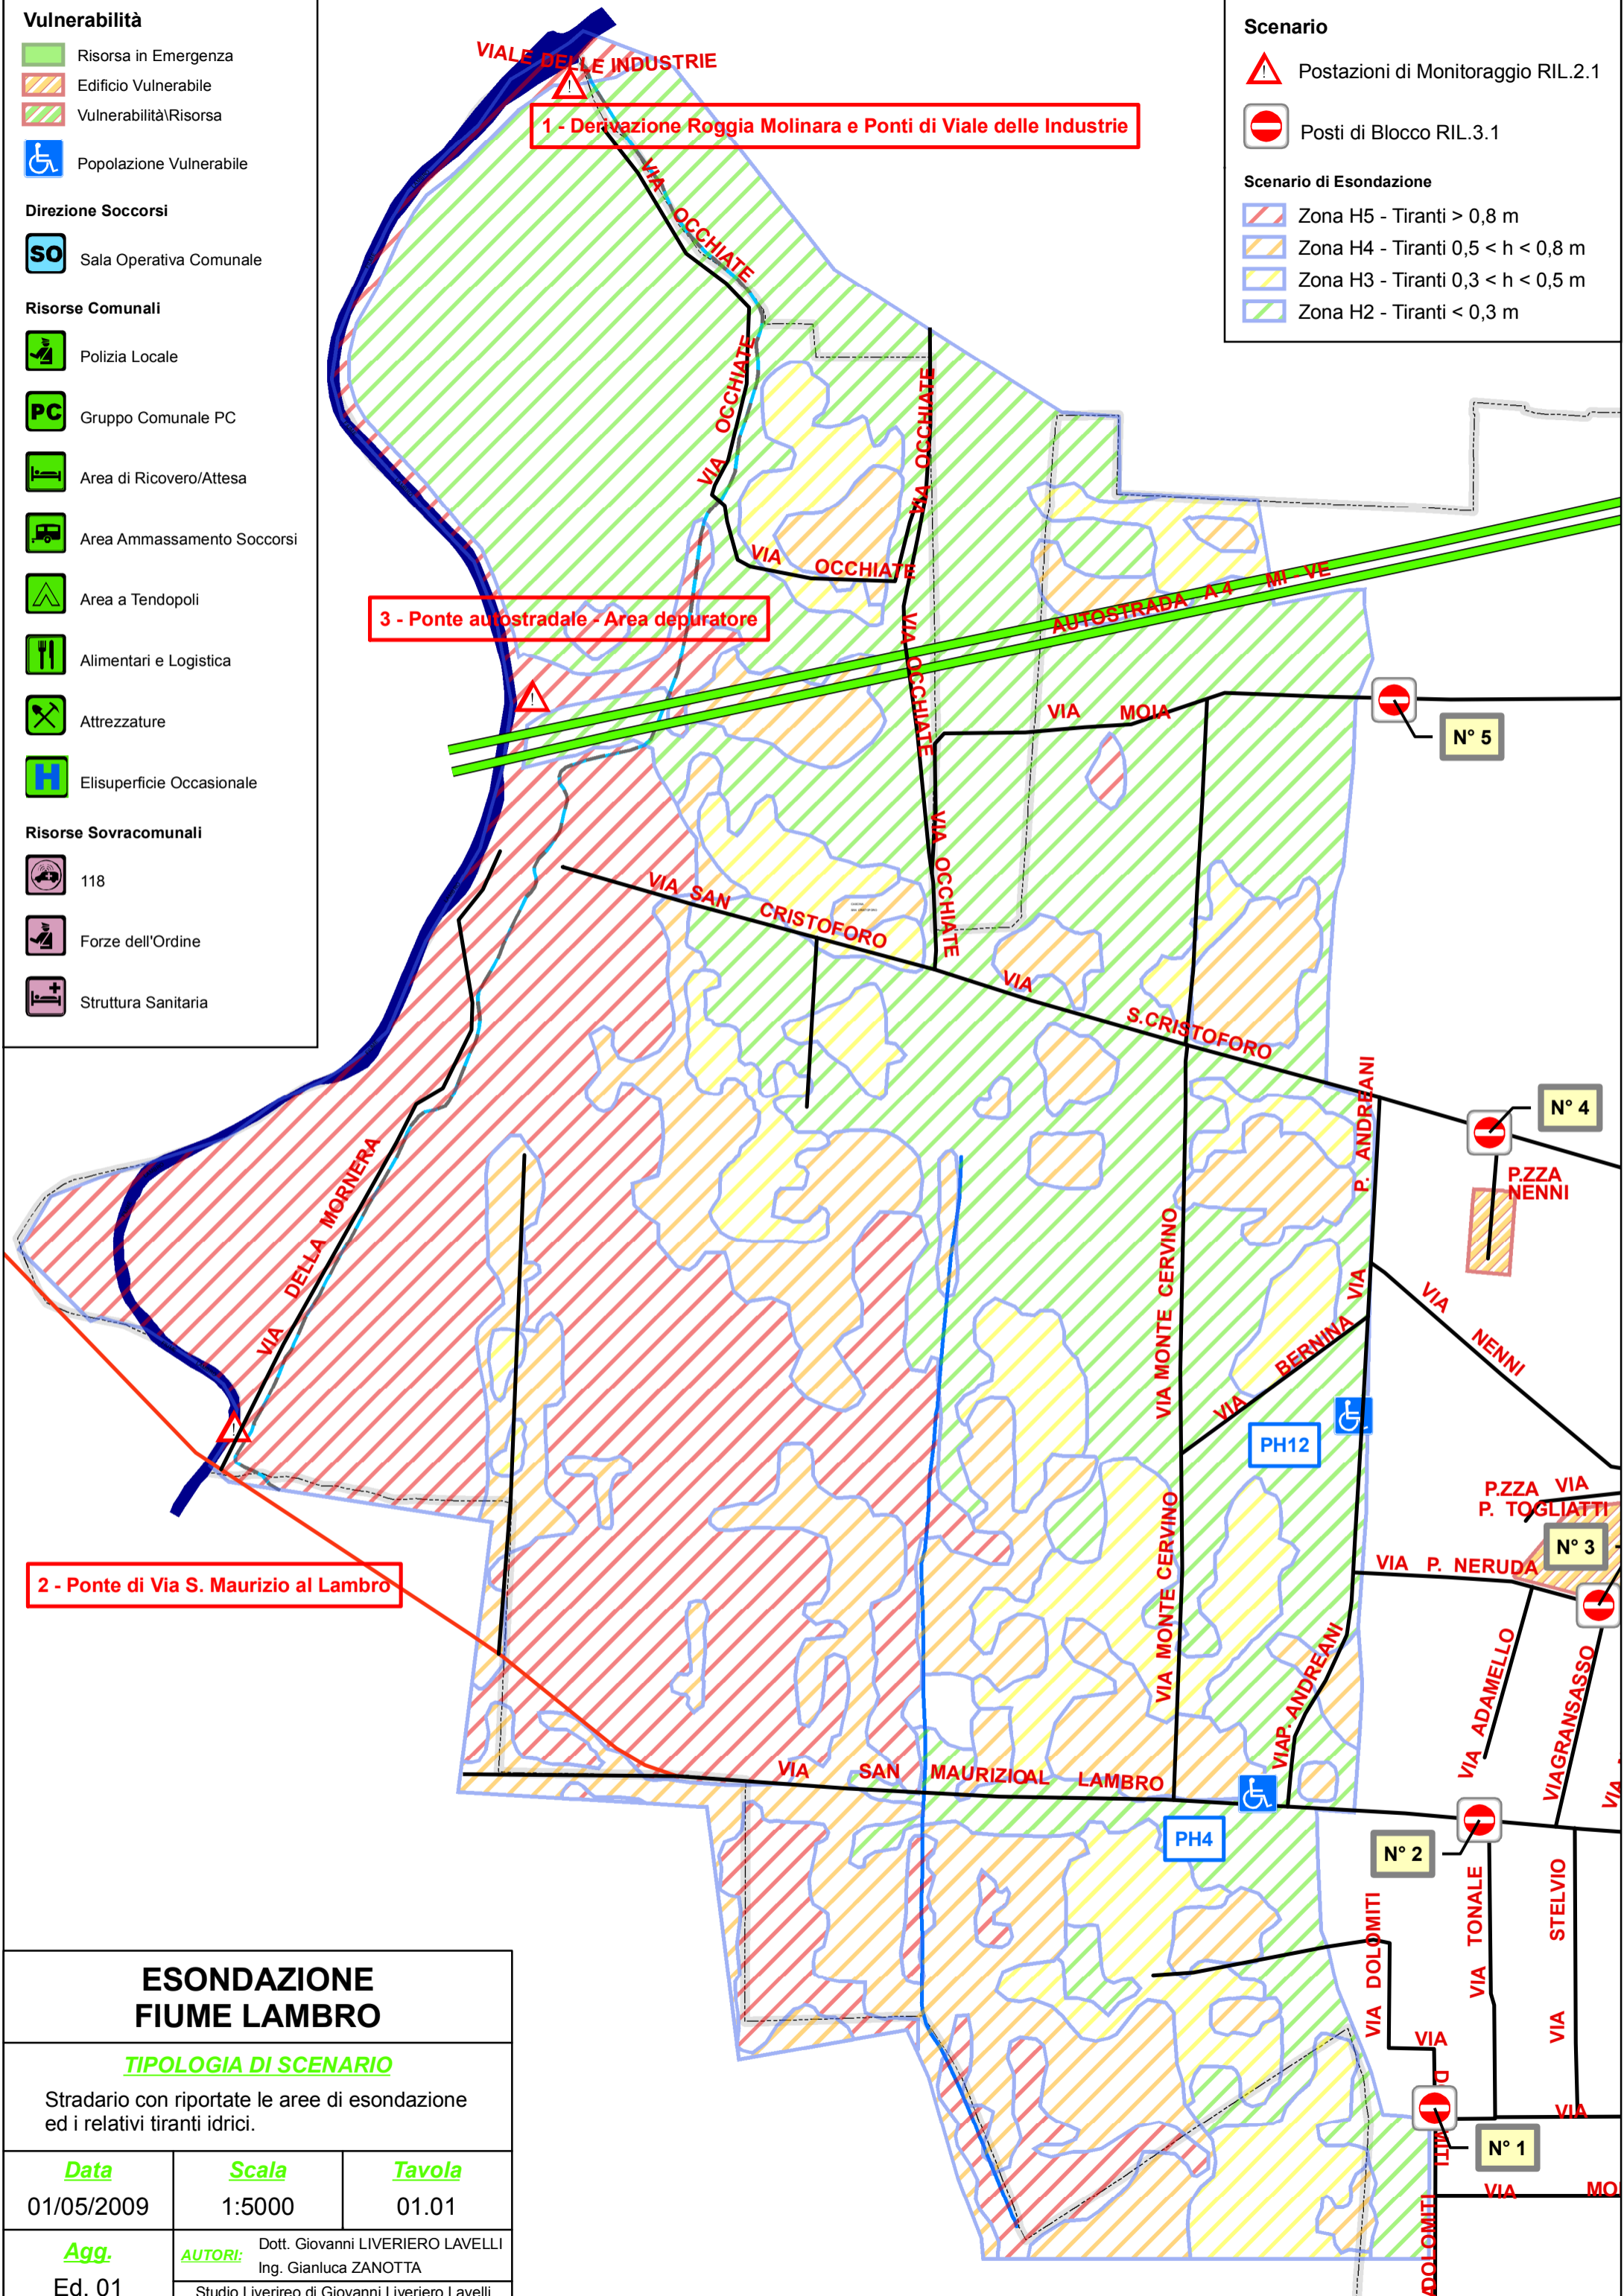 Vulnerabilità
Risorsa in Emergenza
Edificio Vulnerabile
Vulnerabilità\Risorsa
Popolazione Vulnerabile
Direzione Soccorsi
SO
Sala Operativa Comunale
Risorse Comunali
Polizia Locale
PC
Gruppo Comunale PC
Area di Ricovero/Attesa
Area Ammassamento Soccorsi
Area a Tendopoli
Alimentari e Logistica
Attrezzature
H
Elisuperficie Occasionale
Risorse Sovracomunali
118
Forze dell'Ordine
Struttura Sanitaria
Scenario
Postazioni di Monitoraggio RIL.2.1
Posti di Blocco RIL.3.1
Scenario di Esondazione
Zona H5 - Tiranti > 0,8 m
Zona H4 - Tiranti 0,5 < h < 0,8 m
Zona H3 - Tiranti 0,3 < h < 0,5 m
Zona H2 - Tiranti < 0,3 m
VIALE DELLE INDUSTRIE
1 - Derivazione Roggia Molinara e Ponti di Viale delle Industrie
VIA OCCHIATE
VIA OCCHIATE
VIA OCCHIATE
VIA OCCHIATE
3 - Ponte autostradale - Area depuratore
AUTOSTRADA A4 MI - VE
VIA OCCHIATE
VIA MOIA
N° 5
VIA OCCHIATE
VIA SAN CRISTOFORO
VIA S.CRISTOFORO
VIA P. ANDREANI
N° 4
P.ZZA
NENNI
VIA DELLA MORNERA
VIA MONTE CERVINO
VIA BERNINA
VIA NENNI
PH12
VIA MONTE CERVINO
P.ZZA VIA
P. TOGLIATTI
N° 3
VIA P. NERUDA
2 - Ponte di Via S. Maurizio al Lambro
VIA P. ANDREANI
VIA ADAMELLO
VIA GRANSASSO
VIA
VIA SAN MAURIZIO AL LAMBRO
PH4
N° 2
VIA DOLOMITI
VIA TONALE
VIA STELVIO
VIA
VIA
N° 1
VIA MO
DOLOMITI
ESONDAZIONE
FIUME LAMBRO
TIPOLOGIA DI SCENARIO
Stradario con riportate le aree di esondazione
ed i relativi tiranti idrici.
Data
Scala
Tavola
01/05/2009
1:5000
01.01
Agg.
Ed. 01
AUTORI:
Dott. Giovanni LIVERIERO LAVELLI
Ing. Gianluca ZANOTTA
Studio Liverireo di Giovanni Liveriero Lavelli